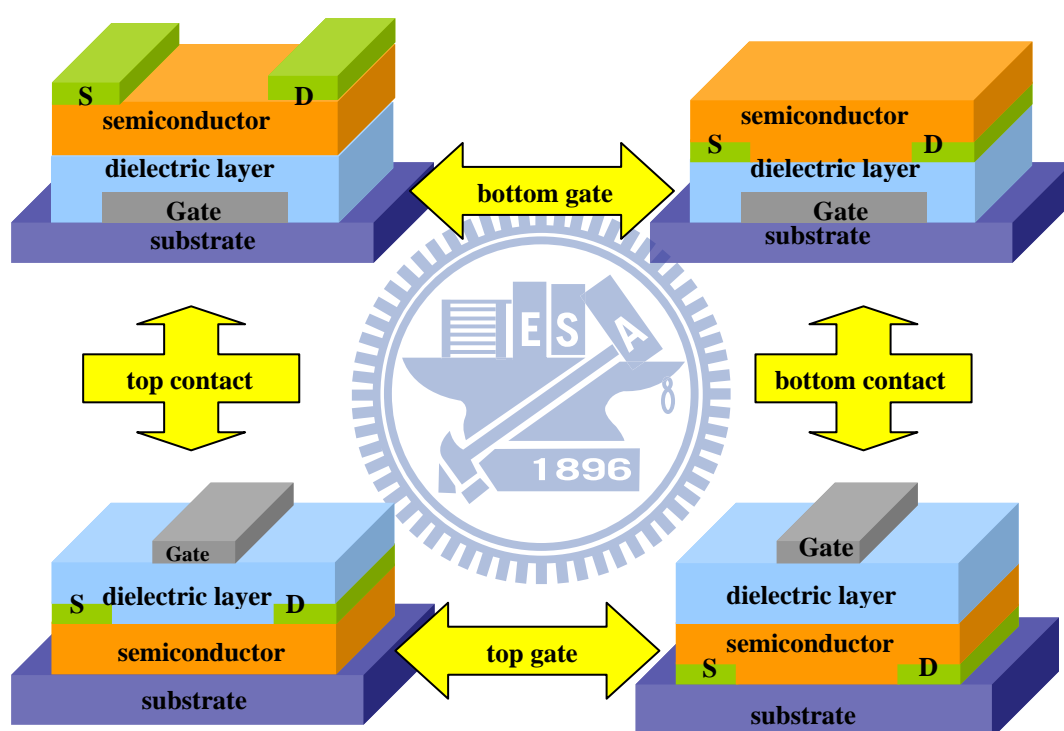 S
D
semiconductor
dielectric layer
Gate
substrate
bottom gate
semiconductor
S
D
dielectric layer
Gate
substrate
top contact
E S A
1896
bottom contact
Gate
S
dielectric layer
D
semiconductor
substrate
top gate
Gate
dielectric layer
semiconductor
S
D
substrate